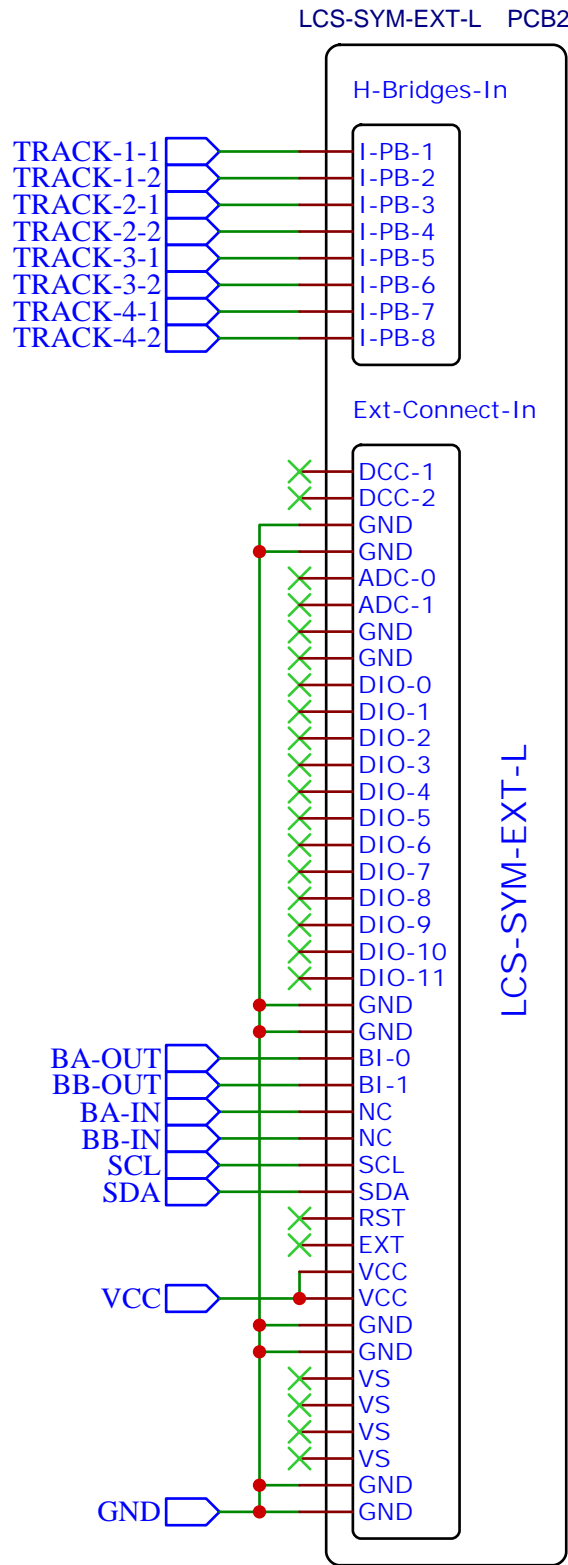 LCS-SYM-EXT-L PCB2
H-Bridges-In
TRACK-1-1 I-PB-1
TRACK-1-2 I-PB-2
TRACK-2-1 I-PB-3
TRACK-2-2 I-PB-4
TRACK-3-1 I-PB-5
TRACK-3-2 I-PB-6
TRACK-4-1 I-PB-7
TRACK-4-2 I-PB-8
Ext-Connect-In
DCC-1
DCC-2
GND
GND
ADC-0
ADC-1
GND
GND
DIO-0
DIO-1
DIO-2
DIO-3
DIO-4
DIO-5
DIO-6
DIO-7
DIO-8
DIO-9
DIO-10
DIO-11
GND
GND
BA-OUT BI-0
BB-OUT BI-1
BA-IN NC
BB-IN NC
SCL SCL
SDA SDA
RST
EXT
VCC
VCC VCC
GND
GND
VS
VS
VS
VS
GND
GND GND
LCS-SYM-EXT-L